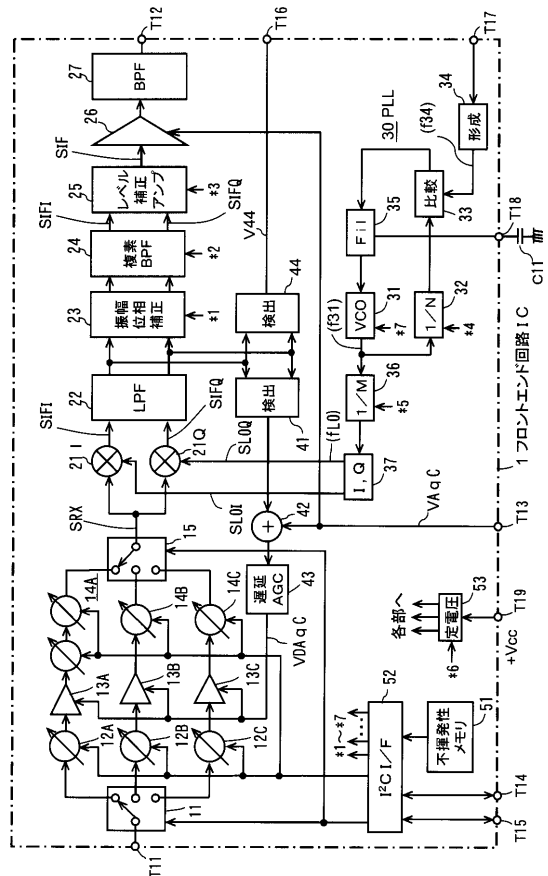 T11
11
12A
12B
12C
13A
13B
13C
14A
14B
14C
15
SRX
21I
21Q
SIFI
SIFQ
22
LPF
23
振幅
位相
補正
*1
24
複素
BPF
*2
SIFI
SIFQ
25
レベル
補正
アンプ
*3
SIF
26
27
BPF
T12
SLOI
SLOQ
41
検出
44
検出
V44
T16
42
43
遅延
AGC
VDAqC
VAqC
T13
(fLO)
37
I,Q
36
1/M
*5
(f31)
31
VCO
*7
32
1/N
*4
35
Fil
33
比較
34
形成
(f34)
30 PLL
T17
T18
C11
52
I²C I/F
*1〜*7
51
不揮発性
メモリ
T14
T15
53
定電圧
*6
各部へ
T19
+Vcc
1 フロントエンド回路IC